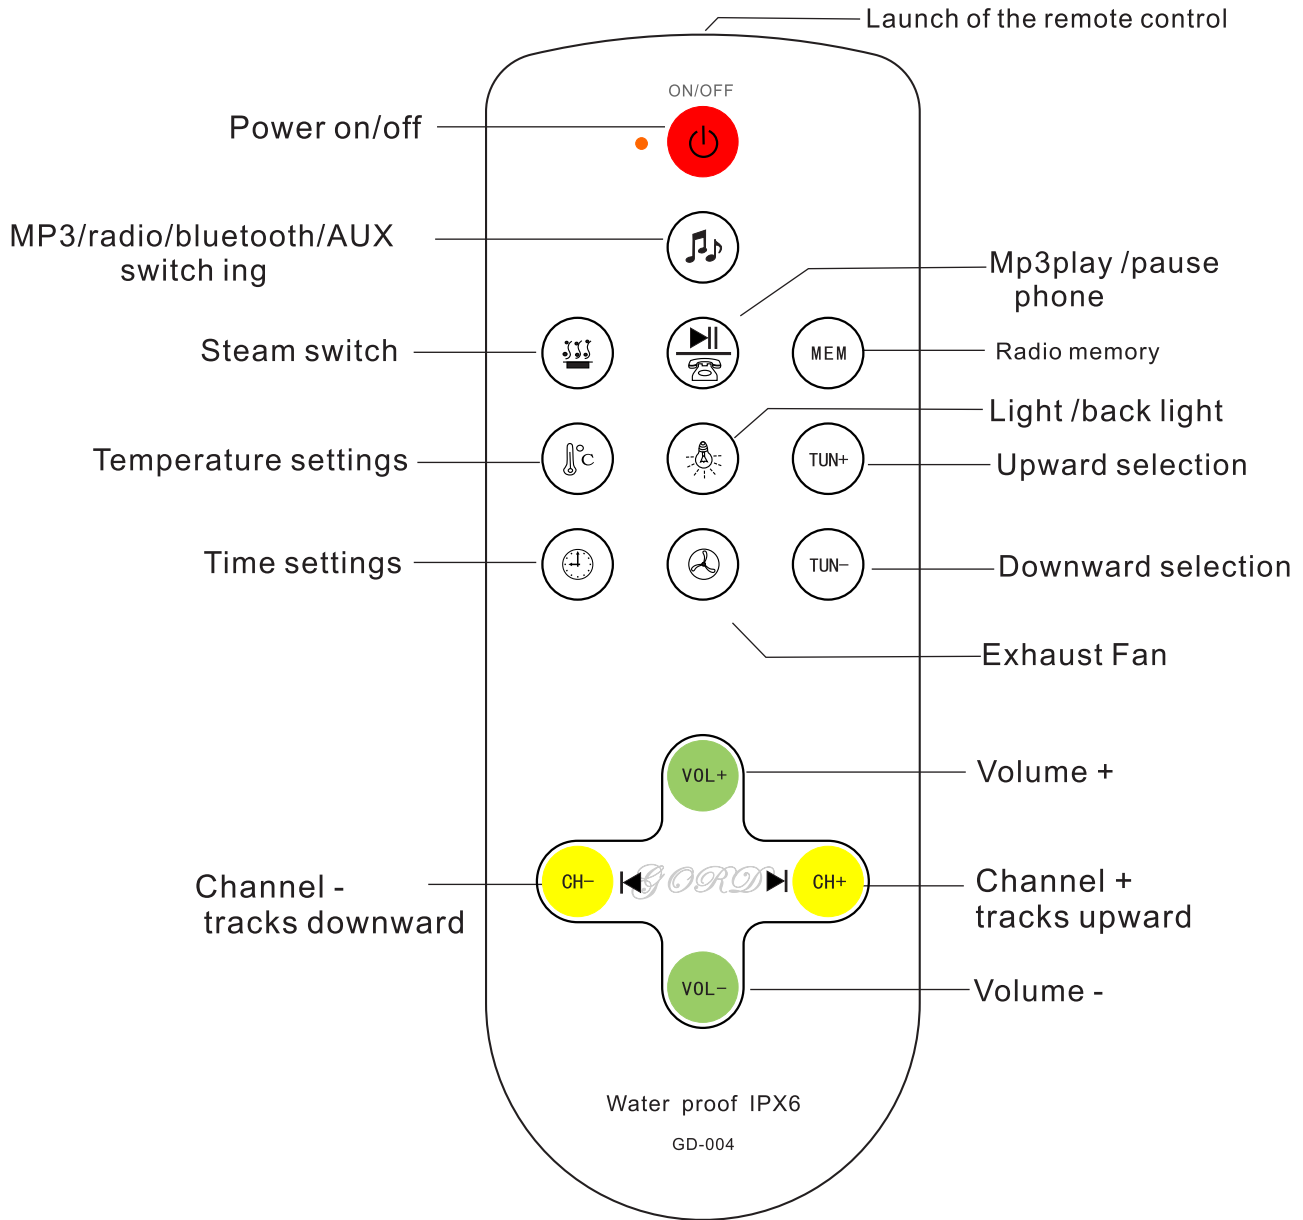 Launch of the remote control
ON/OFF
Power on/off
MP3/radio/bluetooth/AUX
switch ing
Mp3play /pause
phone
Steam switch
MEM
Radio memory
Light /back light
Temperature settings
°C
TUN+
Upward selection
Time settings
TUN-
Downward selection
Exhaust Fan
VOL+
Volume +
Channel -
tracks downward
CH-
GORD
CH+
Channel +
tracks upward
VOL-
Volume -
Water proof IPX6
GD-004